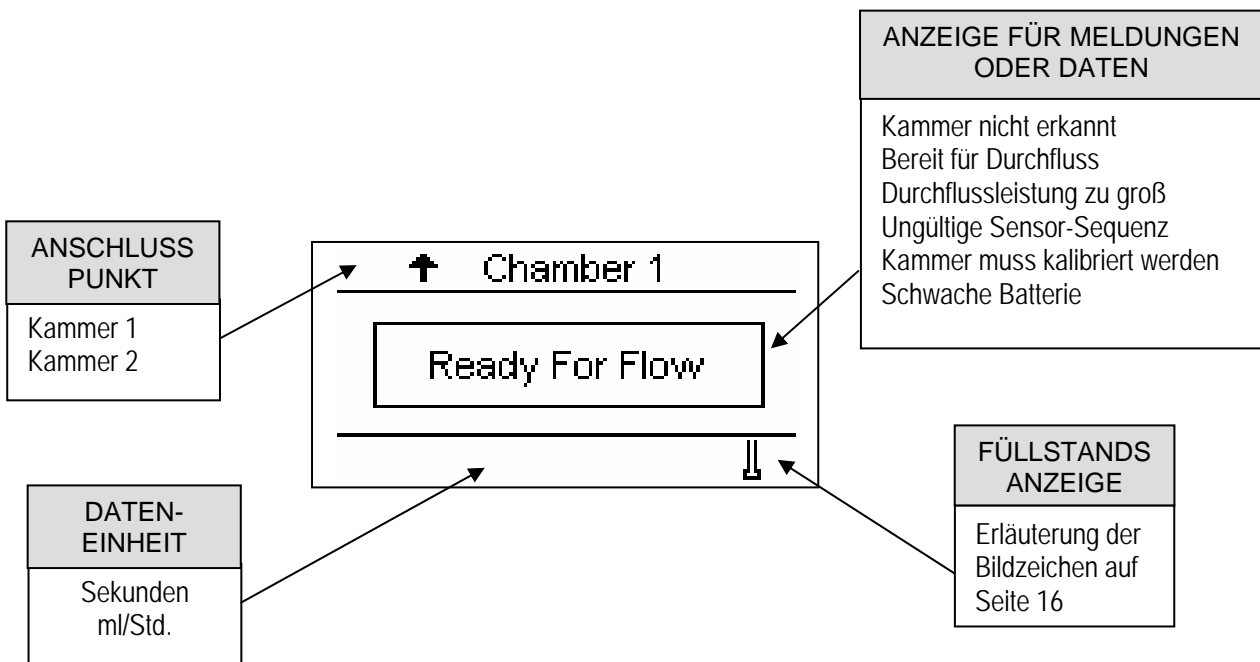 ANZEIGE FÜR MELDUNGEN
ODER DATEN
Kammer nicht erkannt
Bereit für Durchfluss
Durchflussleistung zu groß
Ungültige Sensor-Sequenz
Kammer muss kalibriert werden
Schwache Batterie
ANSCHLUSS
PUNKT
Kammer 1
Kammer 2
Chamber 1
Ready For Flow
DATEN-
EINHEIT
Sekunden
ml/Std.
FÜLLSTANDS
ANZEIGE
Erläuterung der
Bildzeichen auf
Seite 16